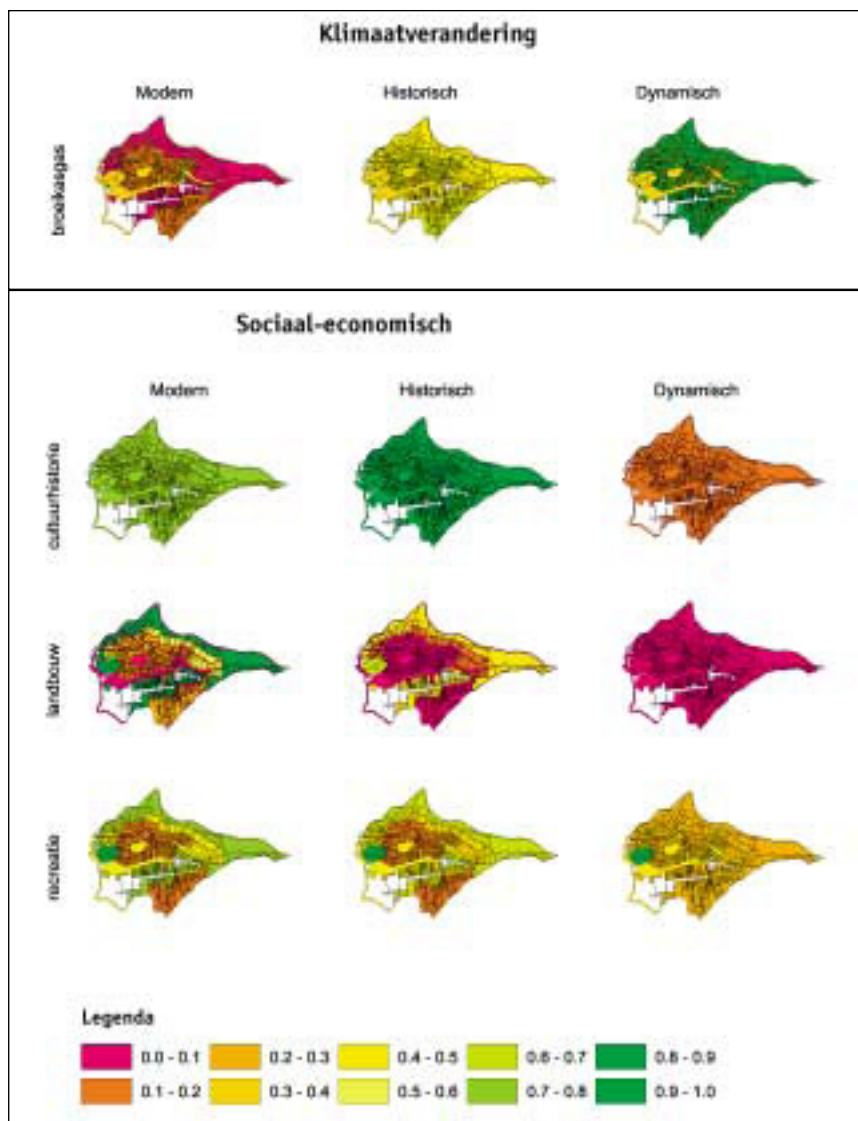 Klimaatverandering
Modern Historisch Dynamisch
broeikasgas
Sociaal-economisch
Modern Historisch Dynamisch
cultuurhistorie
landbouw
recreatie
Legenda
0.0 - 0.1 0.2 - 0.3 0.4 - 0.5 0.6 - 0.7 0.8 - 0.9
0.1 - 0.2 0.3 - 0.4 0.5 - 0.6 0.7 - 0.8 0.9 - 1.0